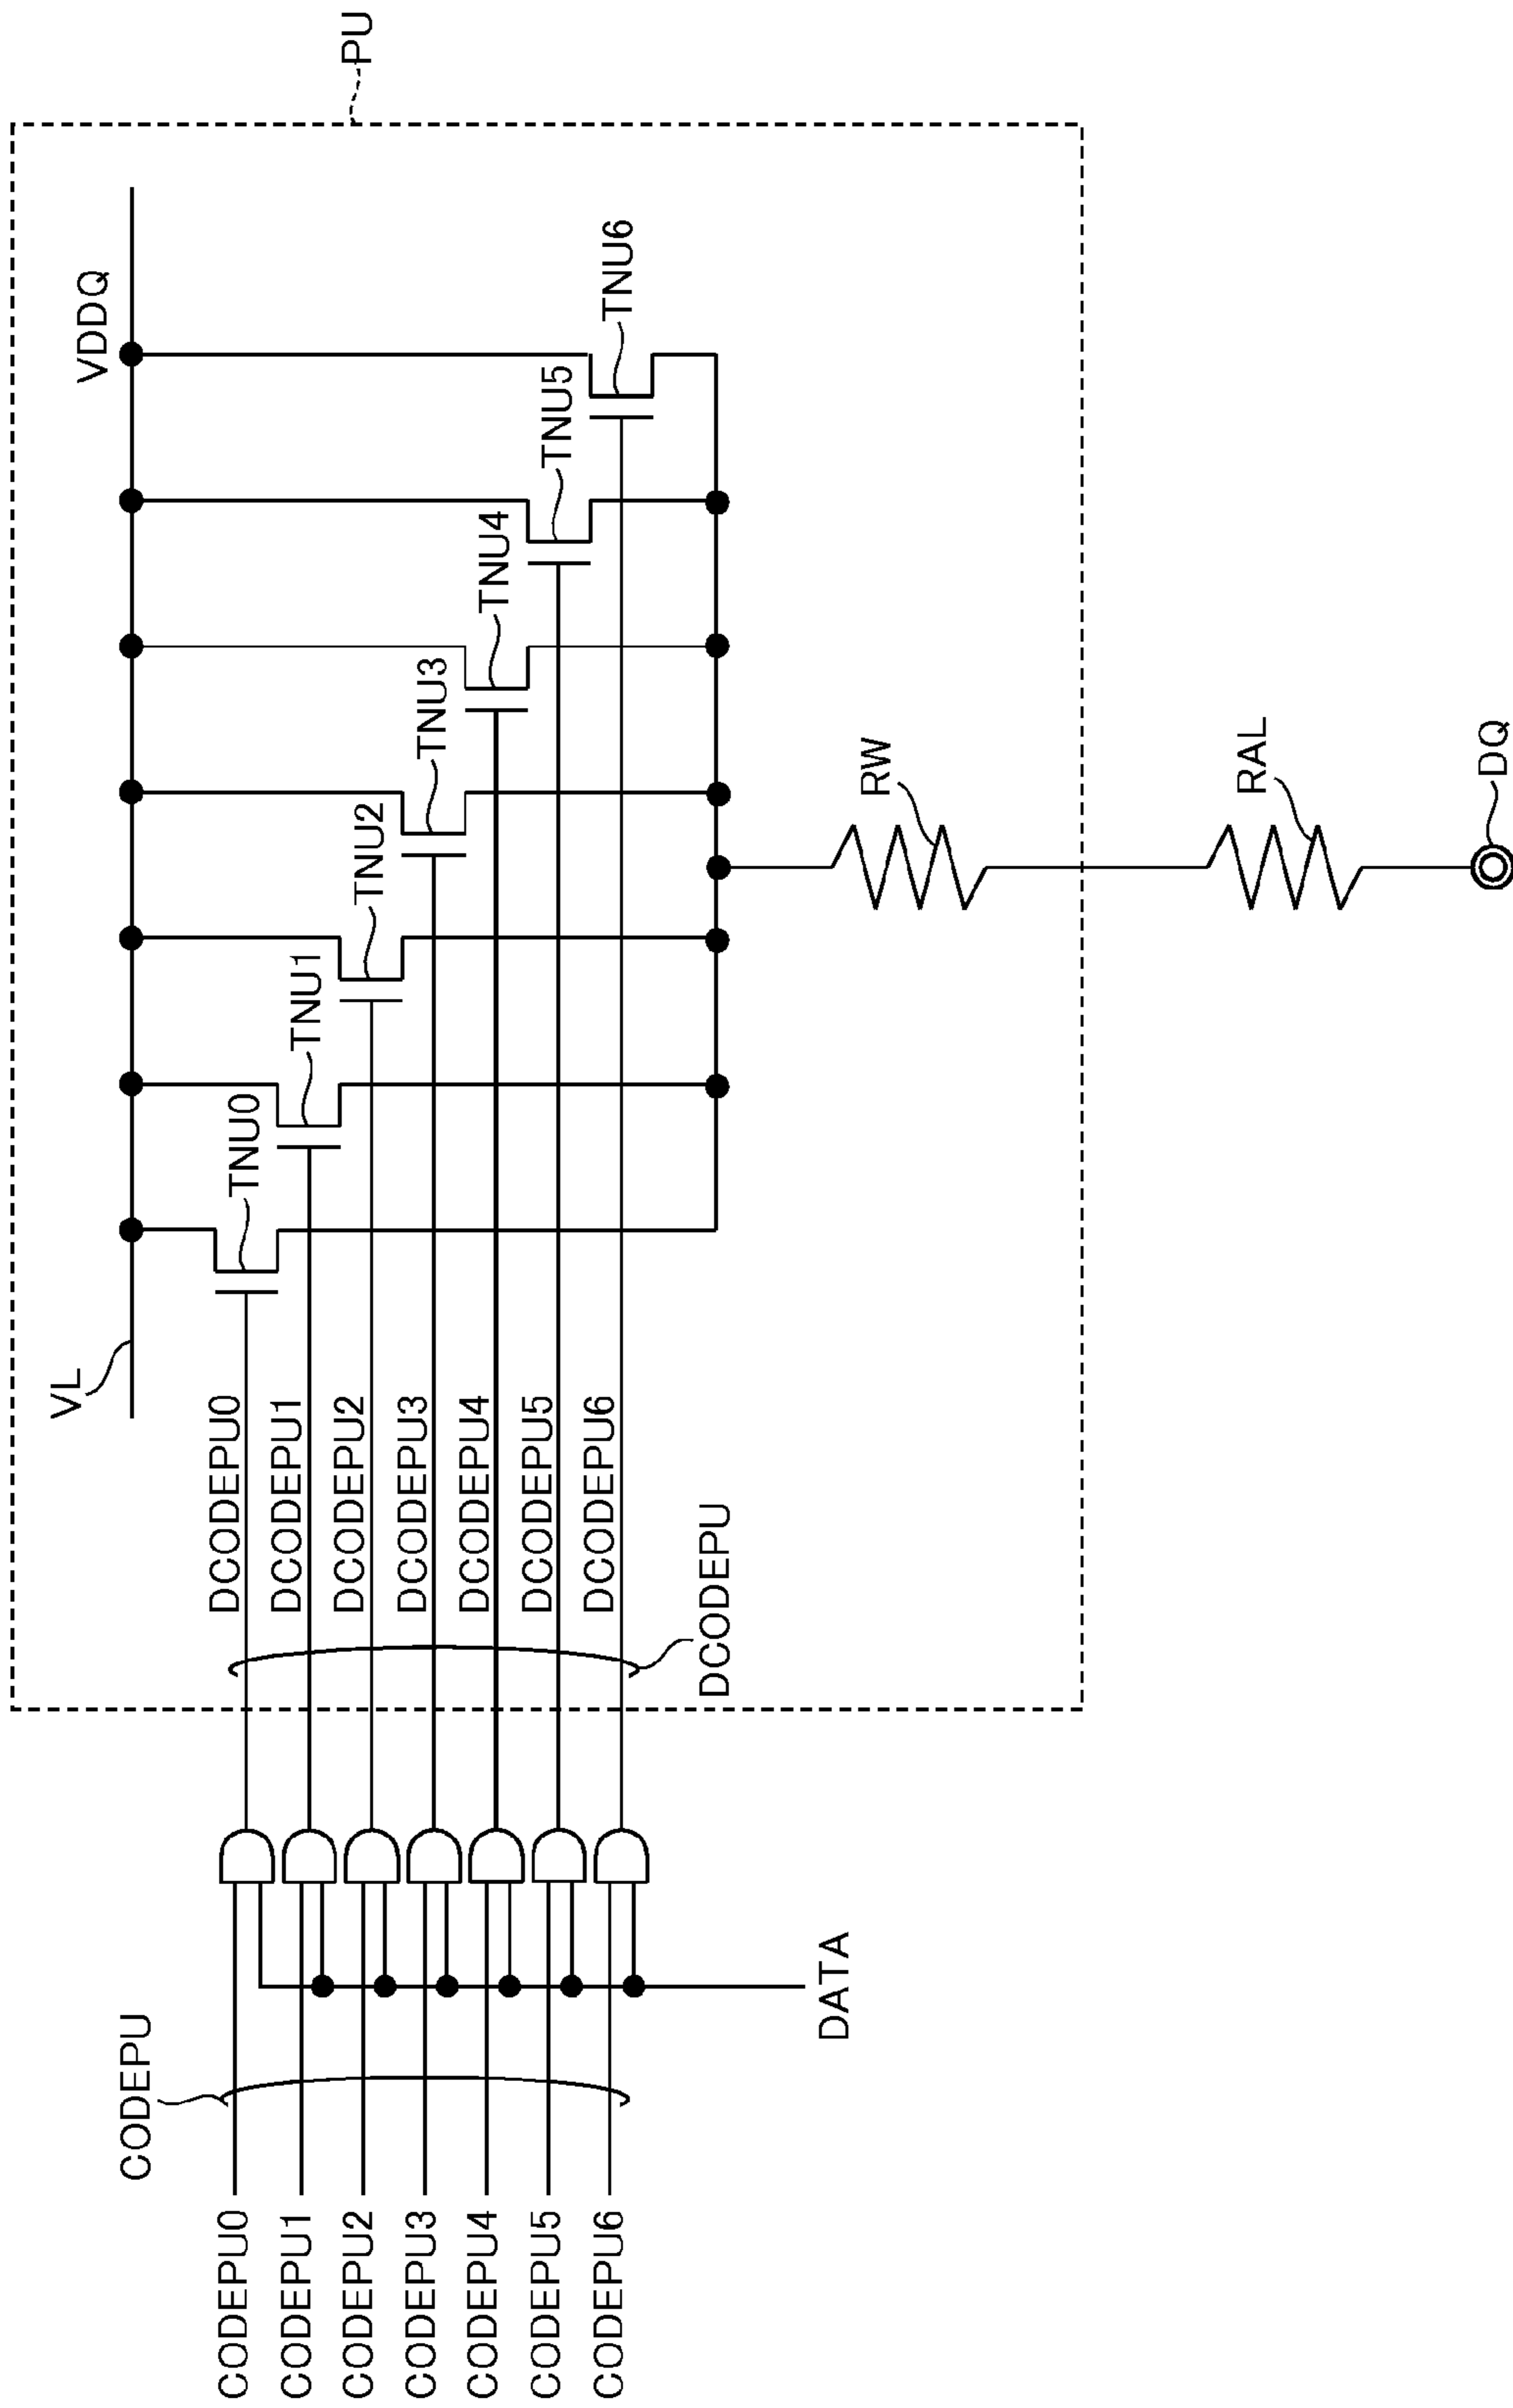 PU
VDDQ
VL
TNU0
TNU1
TNU2
TNU3
TNU4
TNU5
TNU6
DCODEPU0
DCODEPU1
DCODEPU2
DCODEPU3
DCODEPU4
DCODEPU5
DCODEPU6
DCODEPU
CODEPU
CODEPU0
CODEPU1
CODEPU2
CODEPU3
CODEPU4
CODEPU5
CODEPU6
DATA
RW
RAL
DQ